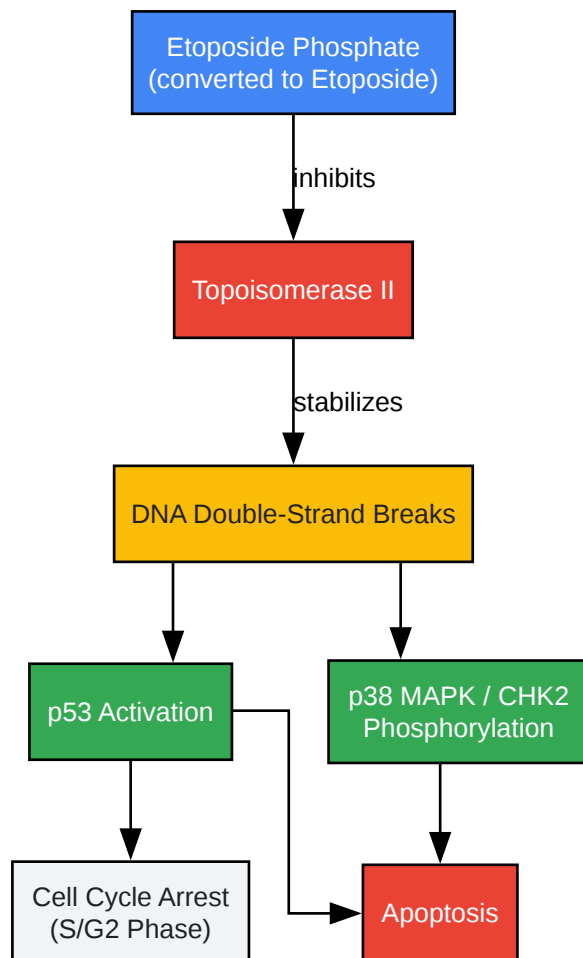 Etoposide Phosphate
(converted to Etoposide)
inhibits
Topoisomerase II
stabilizes
DNA Double-Strand Breaks
p53 Activation
p38 MAPK / CHK2
Phosphorylation
Cell Cycle Arrest
(S/G2 Phase)
Apoptosis